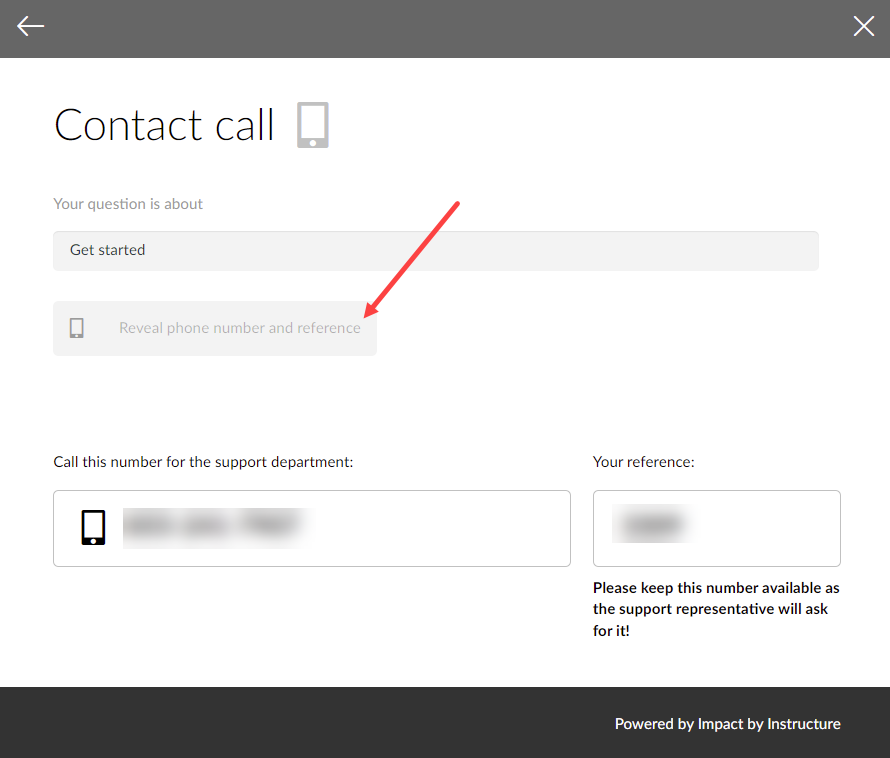 Contact call
Your question is about
Get started
Reveal phone number and reference
Call this number for the support department:
Your reference:
Please keep this number available as
the support representative will ask
for it!
Powered by Impact by Instructure